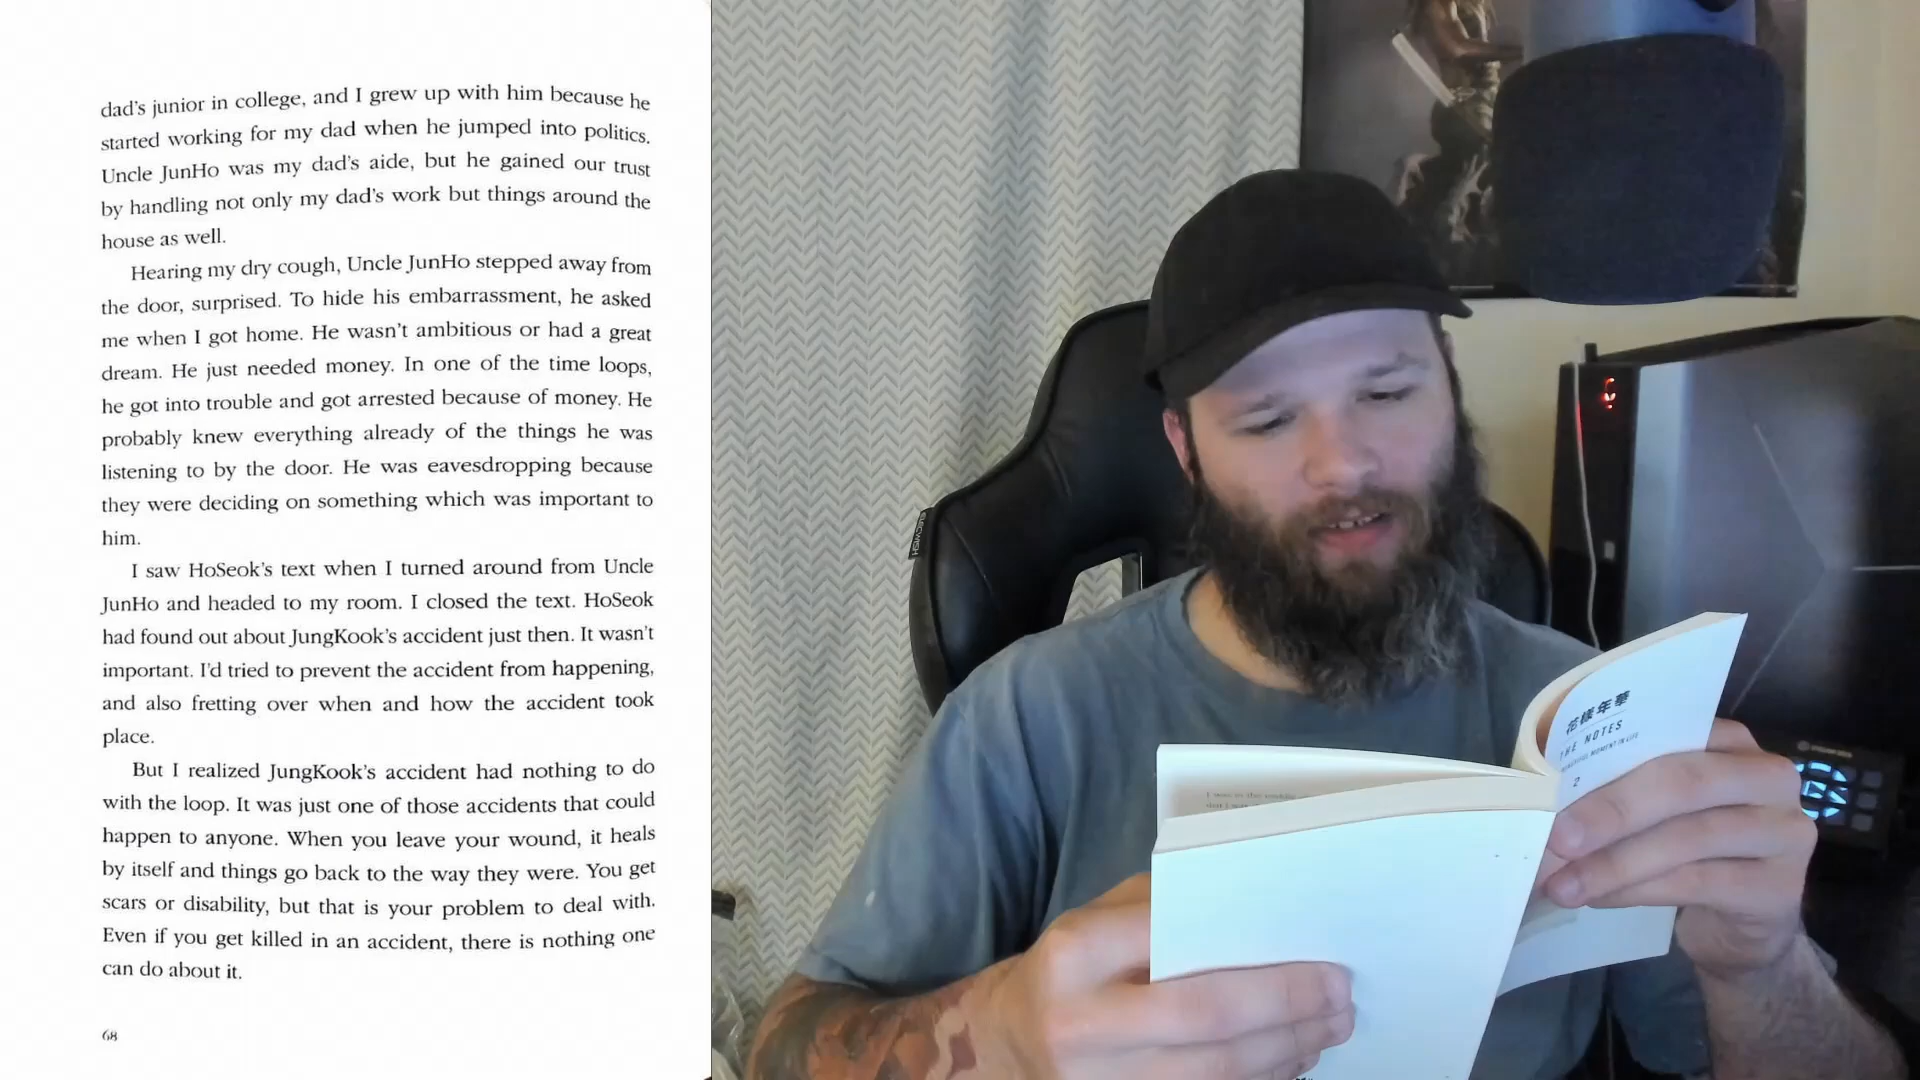 dad's junior in college, and I grew up with him because he
started working for my dad when he jumped into politics.
Uncle JunHo was my dad's aide, but he gained our trust
by handling not only my dad's work but things around the
house as well.
Hearing my dry cough, Uncle JunHo stepped away from
the door, surprised. To hide his embarrassment, he asked
me when I got home. He wasn't ambitious or had a great
dream. He just needed money. In one of the time loops,
he got into trouble and got arrested because of money. He
probably knew everything already of the things he was
listening to by the door. He was eavesdropping because
they were deciding on something which was important to
him.
I saw HoSeok's text when I turned around from Uncle
JunHo and headed to my room. I closed the text. HoSeok
had found out about JungKook's accident just then. It wasn't
important. I'd tried to prevent the accident from happening,
and also fretting over when and how the accident took
place.
But I realized JungKook's accident had nothing to do
with the loop. It was just one of those accidents that could
happen to anyone. When you leave your wound, it heals
by itself and things go back to the way they were. You get
scars or disability, but that is your problem to deal with.
Even if you get killed in an accident, there is nothing one
can do about it.
68
花樣年華
THE NOTES
MOMENT IN LIFE
2